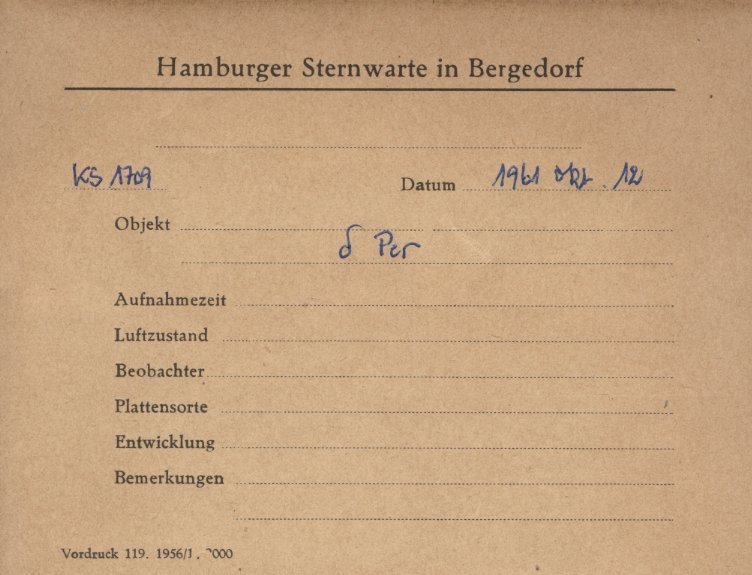 Hamburger Sternwarte in Bergedorf
KS 1709 Datum 1961 Okt. 12
Objekt
δ Per
Aufnahmezeit
Luftzustand
Beobachter
Plattensorte
Entwicklung
Bemerkungen
Vordruck 119. 1956/1.